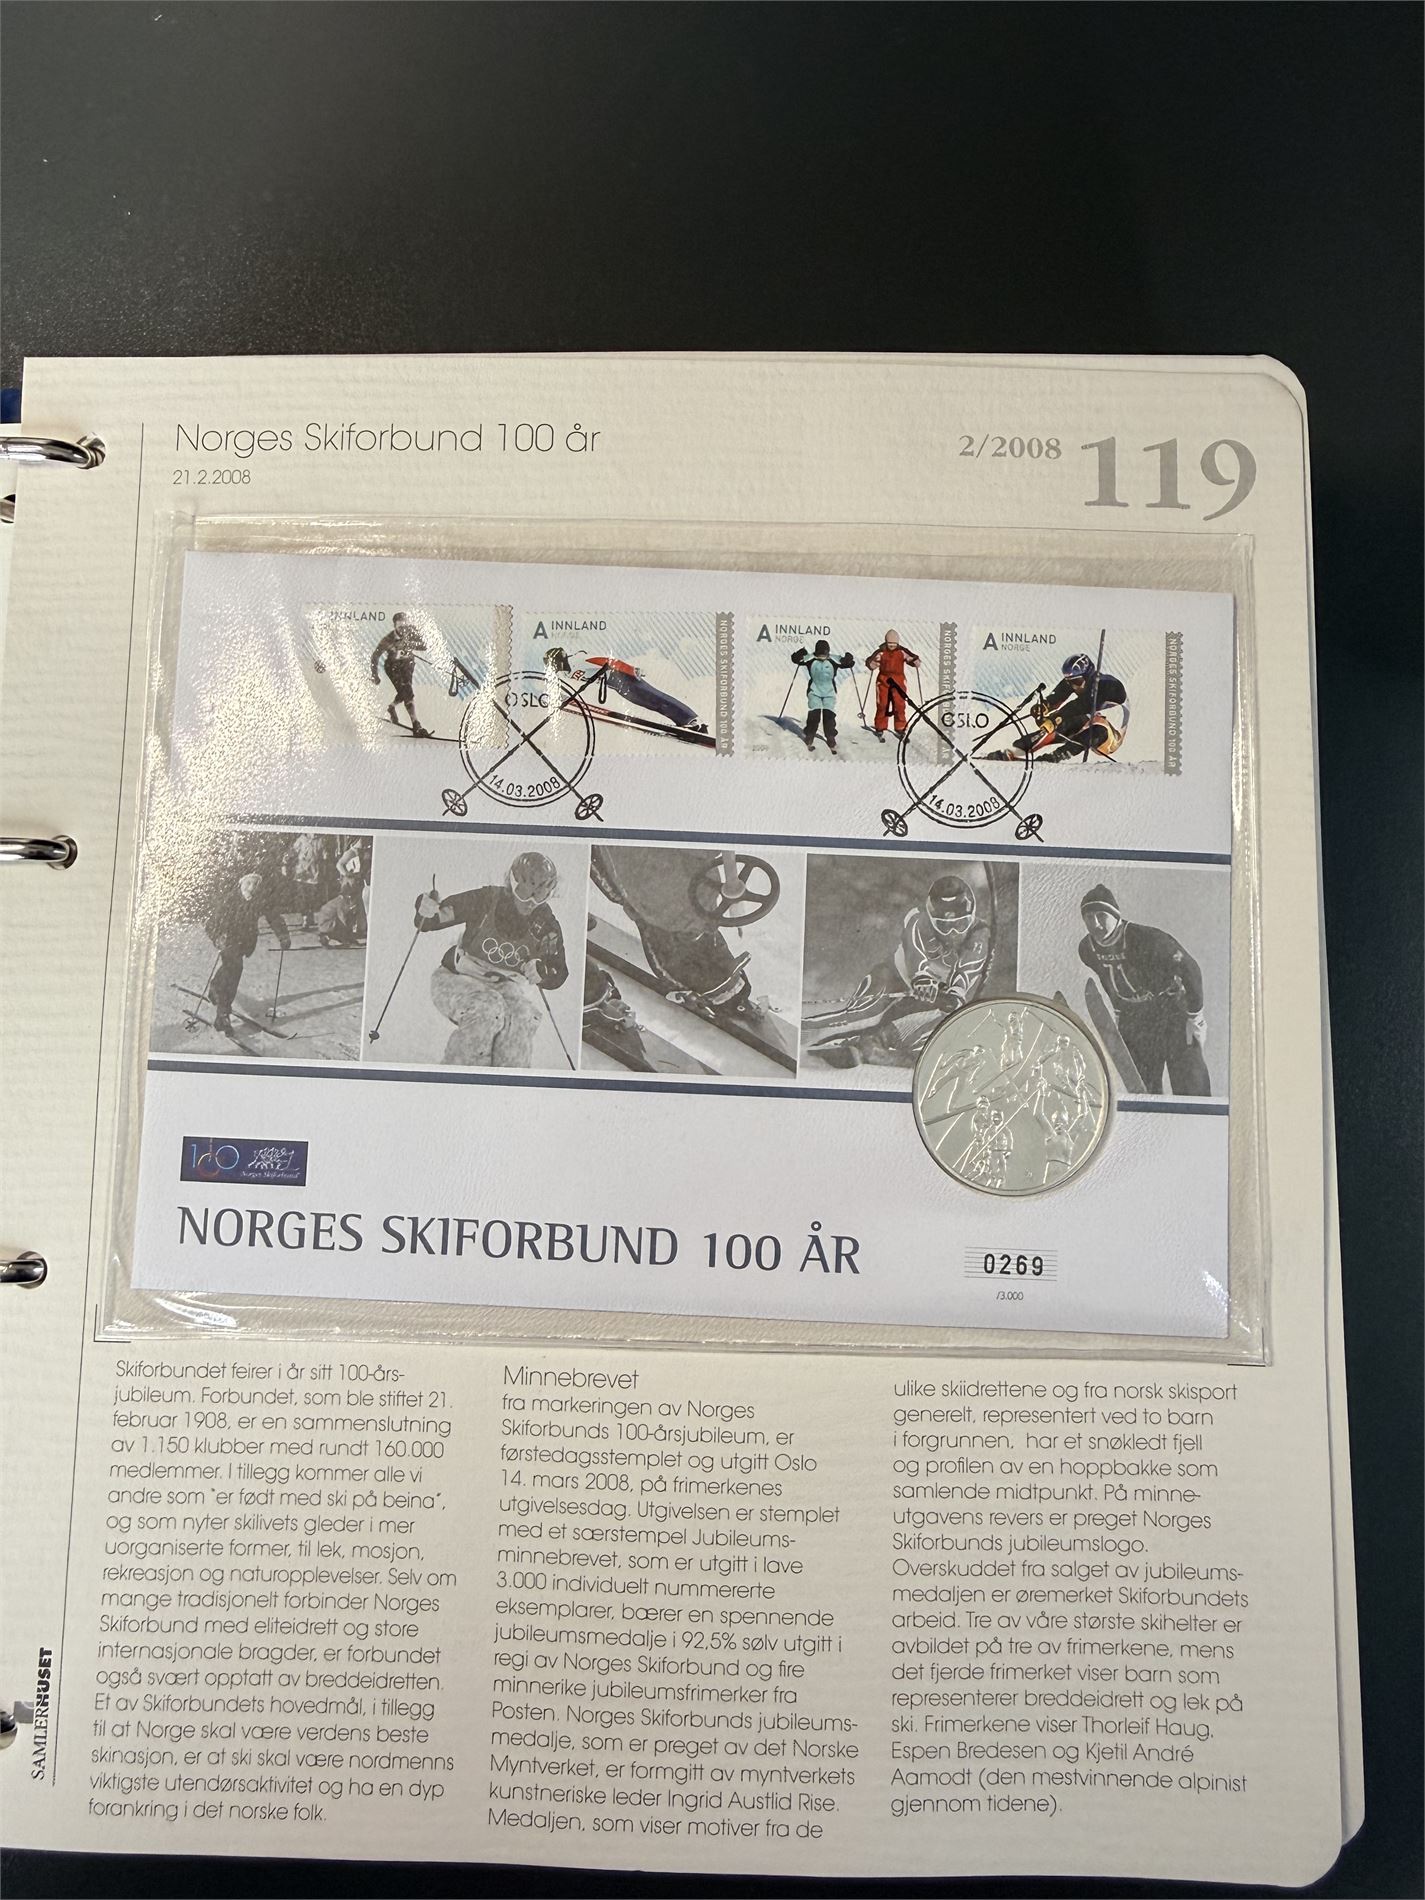 Norges Skiforbund 100 år
21.2.2008
2/2008 119
INNLAND
A INNLAND
NORGE
NORGES SKIFORBUND 100 ÅR
A INNLAND
NORGE
NORGES SKIFORBUND 100 ÅR
A INNLAND
NORGE
NORGES SKIFORBUND 100 ÅR
OSLO
14.03.2008
OSLO
14.03.2008
100
Norges Skiforbund
NORGES SKIFORBUND 100 ÅR
0269
/3.000
Skiforbundet feirer i år sitt 100-års-
jubileum. Forbundet, som ble stiftet 21.
februar 1908, er en sammenslutning
av 1.150 klubber med rundt 160.000
medlemmer. I tillegg kommer alle vi
andre som "er født med ski på beina",
og som nyter skilivets gleder i mer
uorganiserte former, til lek, mosjon,
rekreasjon og naturopplevelser. Selv om
mange tradisjonelt forbinder Norges
Skiforbund med eliteidrett og store
internasjonale bragder, er forbundet
også svært opptatt av breddeidretten.
Et av Skiforbundets hovedmål, i tillegg
til at Norge skal være verdens beste
skinasjon, er at ski skal være nordmenns
viktigste utendørsaktivitet og ha en dyp
forankring i det norske folk.
Minnebrevet
fra markeringen av Norges
Skiforbunds 100-årsjubileum, er
førstedagsstemplet og utgitt Oslo
14. mars 2008, på frimerkenes
utgivelsesdag. Utgivelsen er stemplet
med et særstempel Jubileums-
minnebrevet, som er utgitt i lave
3.000 individuelt nummererte
eksemplarer, bærer en spennende
jubileumsmedalje i 92,5% sølv utgitt i
regi av Norges Skiforbund og fire
minnerike jubileumsfrimerker fra
Posten. Norges Skiforbunds jubileums-
medalje, som er preget av det Norske
Myntverket, er formgitt av myntverkets
kunstneriske leder Ingrid Austlid Rise.
Medaljen, som viser motiver fra de
ulike skiidrettene og fra norsk skisport
generelt, representert ved to barn
i forgrunnen, har et snøkledt fjell
og profilen av en hoppbakke som
samlende midtpunkt. På minne-
utgavens revers er preget Norges
Skiforbunds jubileumslogo.
Overskuddet fra salget av jubileums-
medaljen er øremerket Skiforbundets
arbeid. Tre av våre største skihelter er
avbildet på tre av frimerkene, mens
det fjerde frimerket viser barn som
representerer breddeidrett og lek på
ski. Frimerkene viser Thorleif Haug,
Espen Bredesen og Kjetil André
Aamodt (den mestvinnende alpinist
gjennom tidene).
SAMLERHUSET